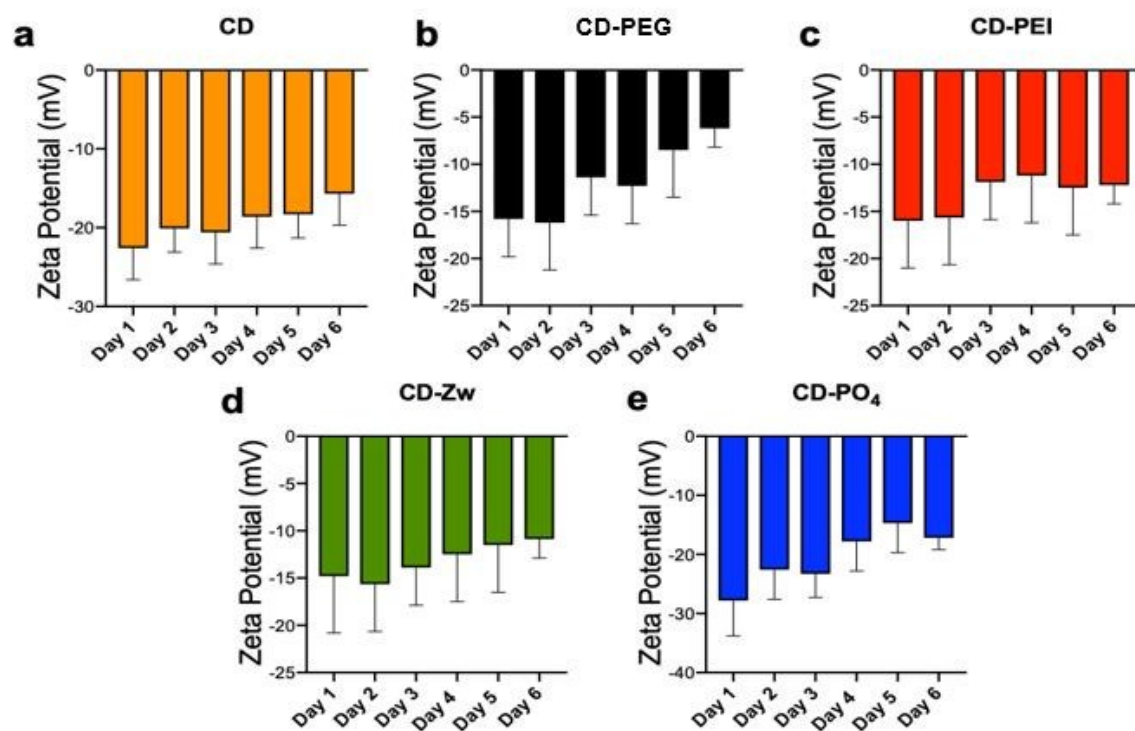 a
CD
Zeta Potential (mV)
0
-10
-20
-30
Day 1
Day 2
Day 3
Day 4
Day 5
Day 6
b
CD-PEG
Zeta Potential (mV)
0
-5
-10
-15
-20
-25
Day 1
Day 2
Day 3
Day 4
Day 5
Day 6
c
CD-PEI
Zeta Potential (mV)
0
-5
-10
-15
-20
-25
Day 1
Day 2
Day 3
Day 4
Day 5
Day 6
d
CD-Zw
Zeta Potential (mV)
0
-5
-10
-15
-20
-25
Day 1
Day 2
Day 3
Day 4
Day 5
Day 6
e
CD-PO₄
Zeta Potential (mV)
0
-10
-20
-30
-40
Day 1
Day 2
Day 3
Day 4
Day 5
Day 6